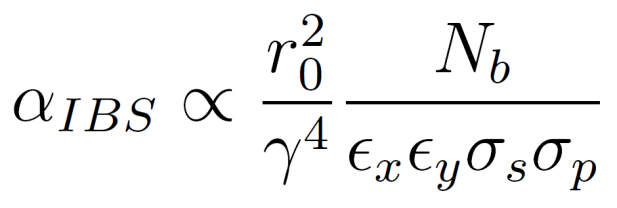 α_{IBS} ∝ \frac{r_0^2}{γ^4} \frac{N_b}{ϵ_x ϵ_y σ_s σ_p}